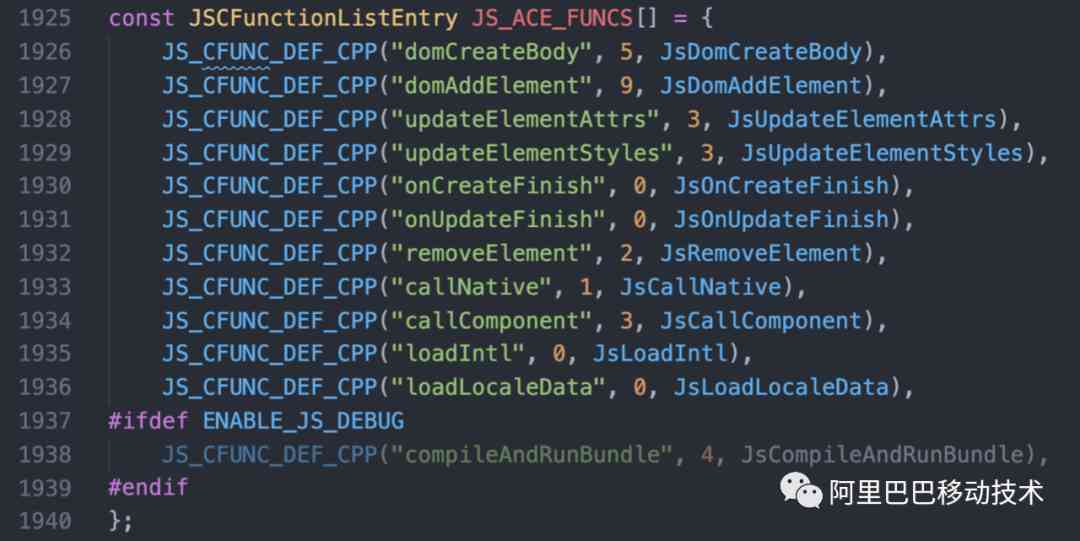 1925 const JSCFunctionListEntry JS_ACE_FUNCS[] = {
1926 JS_CFUNC_DEF_CPP("domCreateBody", 5, JsDomCreateBody),
1927 JS_CFUNC_DEF_CPP("domAddElement", 9, JsDomAddElement),
1928 JS_CFUNC_DEF_CPP("updateElementAttrs", 3, JsUpdateElementAttrs),
1929 JS_CFUNC_DEF_CPP("updateElementStyles", 3, JsUpdateElementStyles),
1930 JS_CFUNC_DEF_CPP("onCreateFinish", 0, JsOnCreateFinish),
1931 JS_CFUNC_DEF_CPP("onUpdateFinish", 0, JsOnUpdateFinish),
1932 JS_CFUNC_DEF_CPP("removeElement", 2, JsRemoveElement),
1933 JS_CFUNC_DEF_CPP("callNative", 1, JsCallNative),
1934 JS_CFUNC_DEF_CPP("callComponent", 3, JsCallComponent),
1935 JS_CFUNC_DEF_CPP("loadIntl", 0, JsLoadIntl),
1936 JS_CFUNC_DEF_CPP("loadLocaleData", 0, JsLoadLocaleData),
1937 #ifdef ENABLE_JS_DEBUG
1938 JS_CFUNC_DEF_CPP("compileAndRunBundle", 4, JsCompileAndRunBundle),
1939 #endif
阿里巴巴移动技术
1940 };